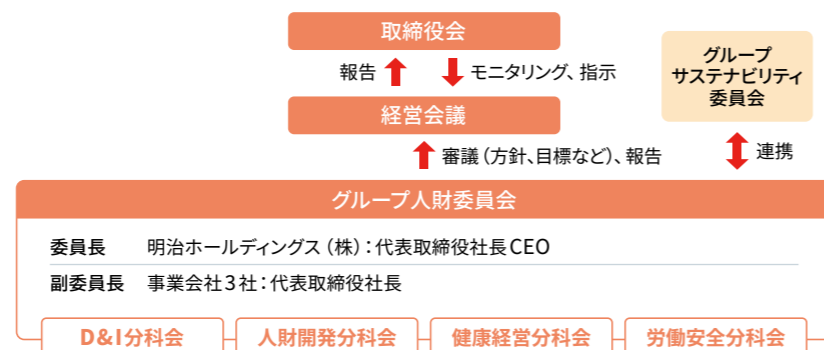 取締役会
報告
モニタリング、指示
グループ
サステナビリティ
委員会
経営会議
審議（方針、目標など）、報告
連携
グループ人財委員会
委員長 明治ホールディングス（株）：代表取締役社長CEO
副委員長 事業会社3社：代表取締役社長
D&I分科会 人財開発分科会 健康経営分科会 労働安全分科会